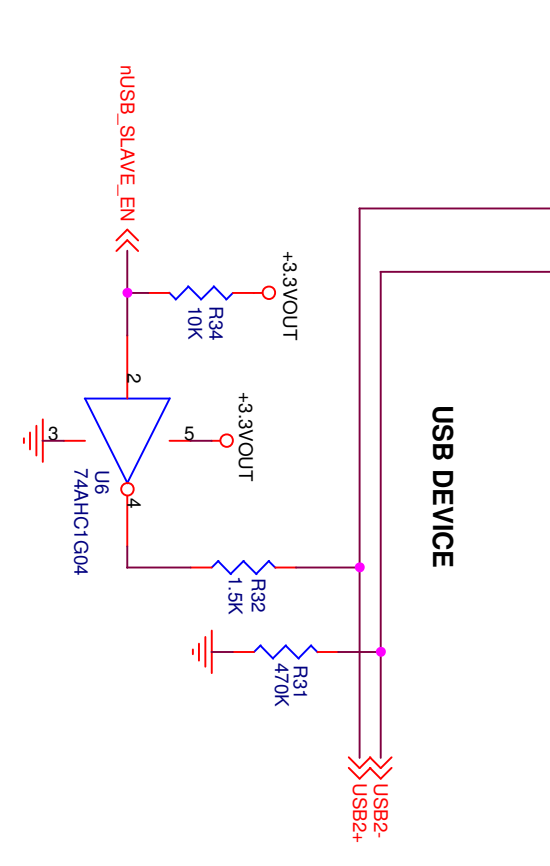 nUSB_SLAVE_EN
+3.3VOUT
R34
10K
2
+3.3VOUT
5
3
4
U6
74AHC1G04
USB DEVICE
R32
1.5K
R31
470K
USB2-
USB2+